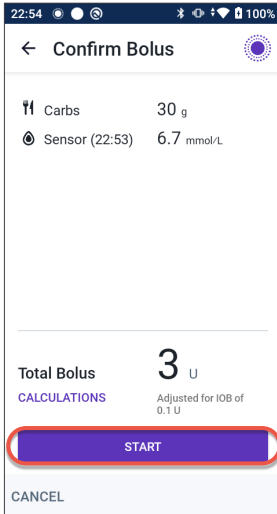 22:54 100%
← Confirm Bolus
Carbs 30 g
Sensor (22:53) 6.7 mmol/L
Total Bolus 3 U
CALCULATIONS Adjusted for IOB of
0.1 U
START
CANCEL